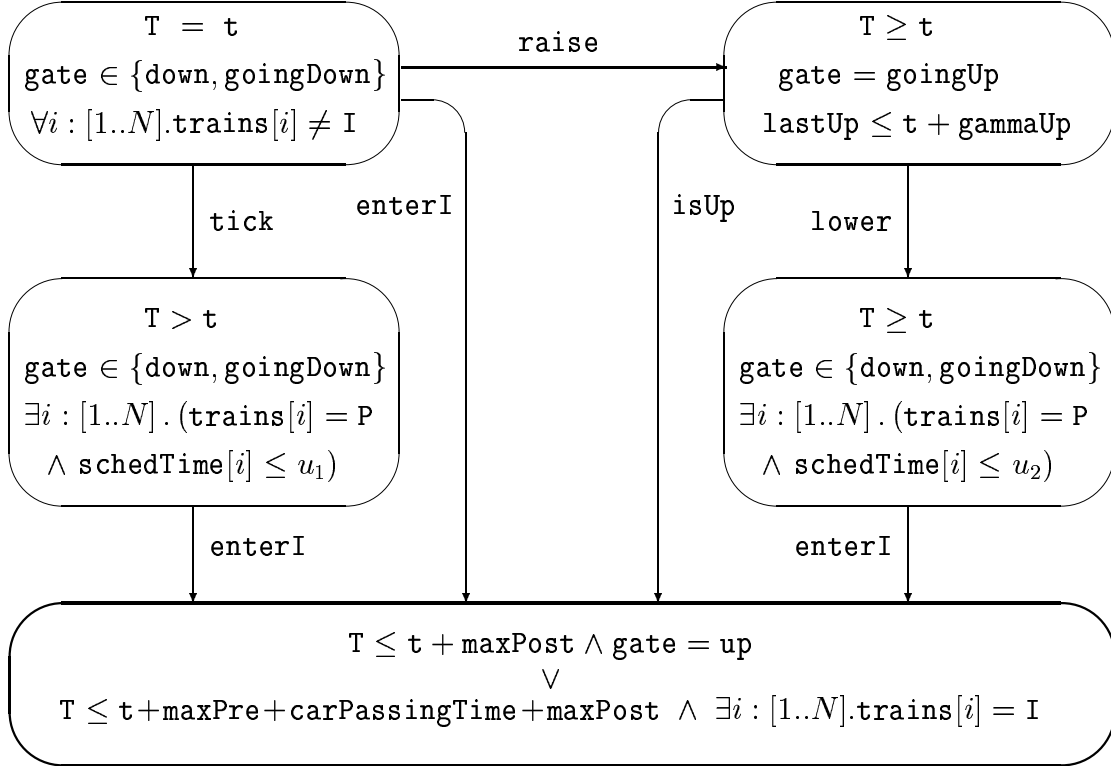 T = t
gate ∈ {down, goingDown}
∀i : [1..N].trains[i] ≠ I
raise
T ≥ t
gate = goingUp
lastUp ≤ t + gammaUp
tick
enterI
isUp
lower
T > t
gate ∈ {down, goingDown}
∃i : [1..N] . (trains[i] = P
∧ schedTime[i] ≤ u₁)
T ≥ t
gate ∈ {down, goingDown}
∃i : [1..N] . (trains[i] = P
∧ schedTime[i] ≤ u₂)
enterI
enterI
T ≤ t + maxPost ∧ gate = up
∨
T ≤ t+maxPre+carPassingTime+maxPost ∧ ∃i : [1..N].trains[i] = I